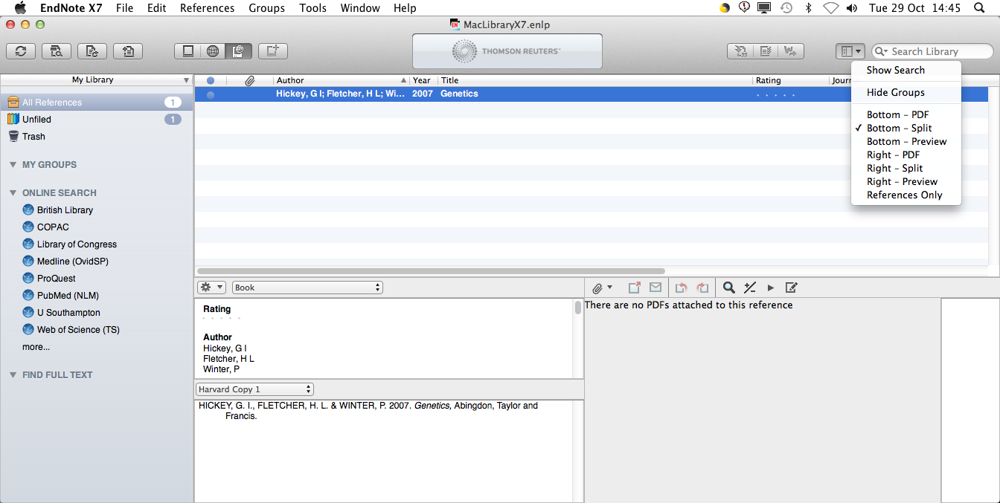 EndNote X7 File Edit References Groups Tools Window Help Tue 29 Oct 14:45
MacLibraryX7.enlp
THOMSON REUTERS™
Search Library
My Library
All References 1
Unfiled 1
Trash
MY GROUPS
ONLINE SEARCH
British Library
COPAC
Library of Congress
Medline (OvidSP)
ProQuest
PubMed (NLM)
U Southampton
Web of Science (TS)
more...
FIND FULL TEXT
Author Year Title Rating Journ
Hickey, G I; Fletcher, H L; Wi... 2007 Genetics
Show Search
Hide Groups
Bottom – PDF
✓ Bottom – Split
Bottom – Preview
Right – PDF
Right – Split
Right – Preview
References Only
Book
Rating
Author
Hickey, G I
Fletcher, H L
Winter, P
Harvard Copy 1
HICKEY, G. I., FLETCHER, H. L. & WINTER, P. 2007. Genetics, Abingdon, Taylor and
Francis.
There are no PDFs attached to this reference